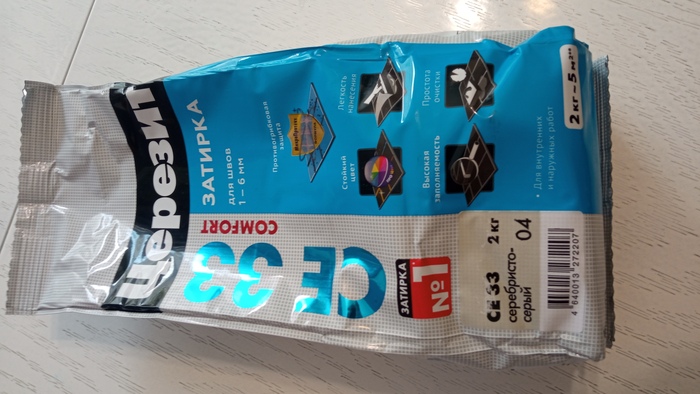 Церезит
ЗАТИРКА
для швов
1 – 6 мм
CE 33
COMFORT
Противогрибковая
защита
Легкость
нанесения
Простота
очистки
Стойкий
цвет
Высокая
заполняемость
2 кг ~ 5 м²**
· Для внутренних
и наружных работ
ЗАТИРКА
№1
CE 33
2 кг
серебристо-
серый
04
4 640013 272207